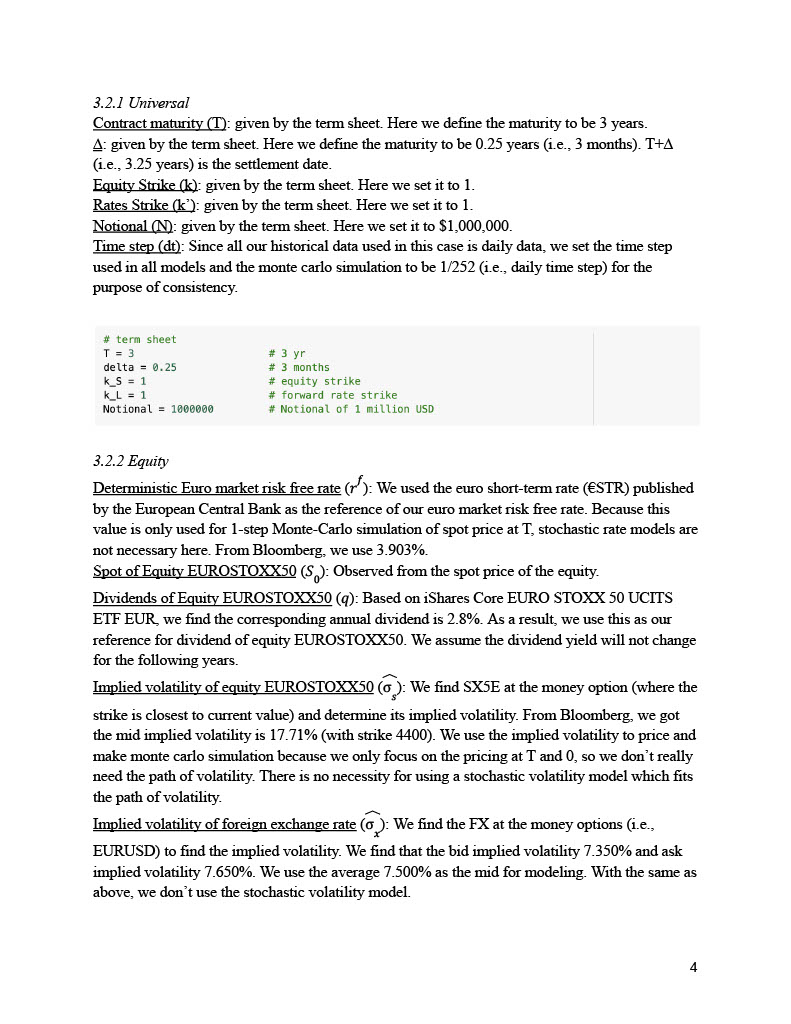 3.2.1 Universal
Contract maturity (T): given by the term sheet. Here we define the maturity to be 3 years.
Δ: given by the term sheet. Here we define the maturity to be 0.25 years (i.e., 3 months). T+Δ
(i.e., 3.25 years) is the settlement date.
Equity Strike (k): given by the term sheet. Here we set it to 1.
Rates Strike (k’): given by the term sheet. Here we set it to 1.
Notional (N): given by the term sheet. Here we set it to $1,000,000.
Time step (dt): Since all our historical data used in this case is daily data, we set the time step
used in all models and the monte carlo simulation to be 1/252 (i.e., daily time step) for the
purpose of consistency.
# term sheet
T = 3 # 3 yr
delta = 0.25 # 3 months
k_S = 1 # equity strike
k_L = 1 # forward rate strike
Notional = 1000000 # Notional of 1 million USD
3.2.2 Equity
Deterministic Euro market risk free rate (r^f): We used the euro short-term rate (€STR) published
by the European Central Bank as the reference of our euro market risk free rate. Because this
value is only used for 1-step Monte-Carlo simulation of spot price at T, stochastic rate models are
not necessary here. From Bloomberg, we use 3.903%.
Spot of Equity EUROSTOXX50 (S₀): Observed from the spot price of the equity.
Dividends of Equity EUROSTOXX50 (q): Based on iShares Core EURO STOXX 50 UCITS
ETF EUR, we find the corresponding annual dividend is 2.8%. As a result, we use this as our
reference for dividend of equity EUROSTOXX50. We assume the dividend yield will not change
for the following years.
Implied volatility of equity EUROSTOXX50 (σ̂ₛ): We find SX5E at the money option (where the
strike is closest to current value) and determine its implied volatility. From Bloomberg, we got
the mid implied volatility is 17.71% (with strike 4400). We use the implied volatility to price and
make monte carlo simulation because we only focus on the pricing at T and 0, so we don’t really
need the path of volatility. There is no necessity for using a stochastic volatility model which fits
the path of volatility.
Implied volatility of foreign exchange rate (σ̂ₓ): We find the FX at the money options (i.e.,
EURUSD) to find the implied volatility. We find that the bid implied volatility 7.350% and ask
implied volatility 7.650%. We use the average 7.500% as the mid for modeling. With the same as
above, we don’t use the stochastic volatility model.
4